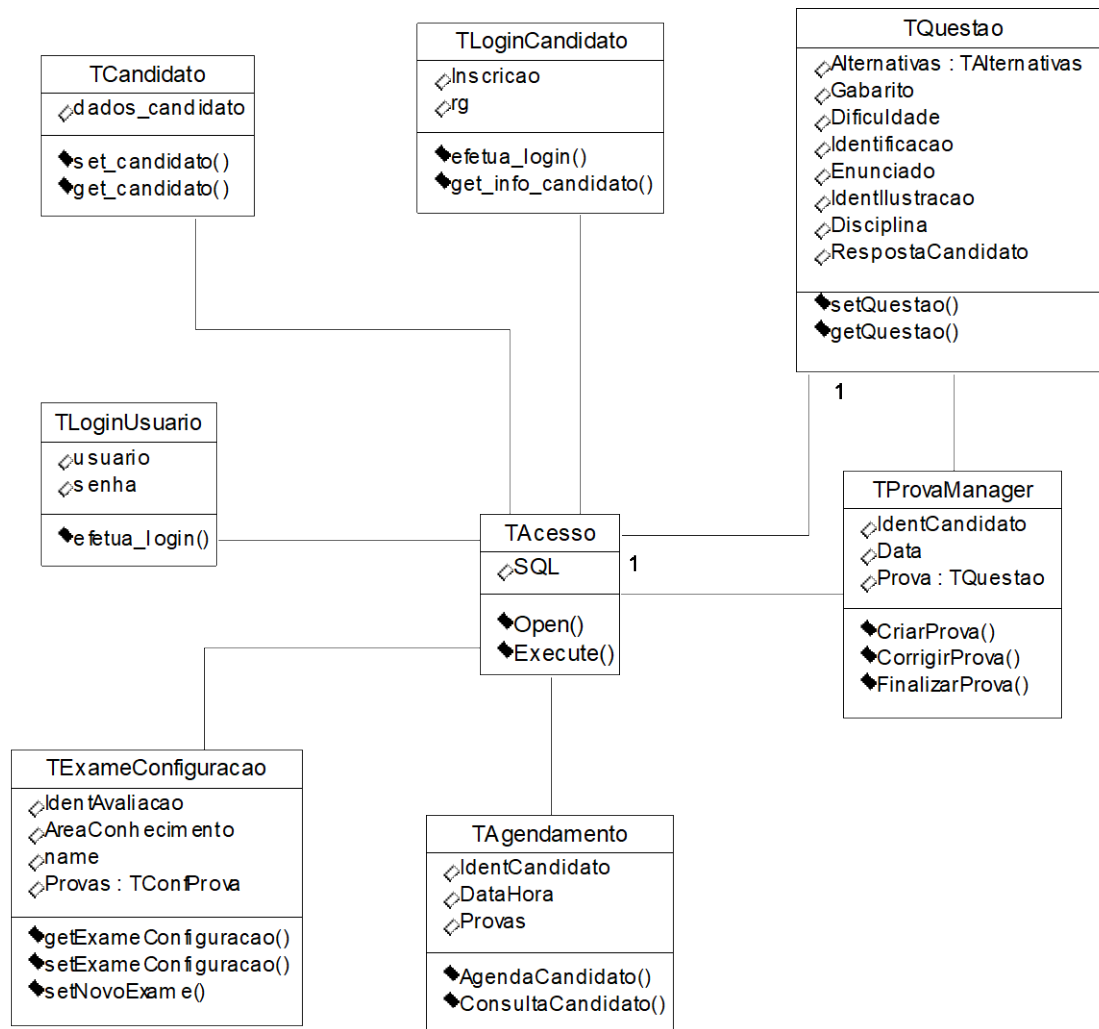 TCandidato
dados_candidato
set_candidato()
get_candidato()
TLoginCandidato
Inscricao
rg
efetua_login()
get_info_candidato()
TQuestao
Alternativas : TAlternativas
Gabarito
Dificuldade
Identificacao
Enunciado
IdentIlustracao
Disciplina
RespostaCandidato
setQuestao()
getQuestao()
1
TLoginUsuario
usuario
senha
efetua_login()
TAcesso
SQL
Open()
Execute()
1
TProvaManager
IdentCandidato
Data
Prova : TQuestao
CriarProva()
CorrigirProva()
FinalizarProva()
TExameConfiguracao
IdentAvaliacao
AreaConhecimento
name
Provas : TConfProva
getExameConfiguracao()
setExameConfiguracao()
setNovoExame()
TAgendamento
IdentCandidato
DataHora
Provas
AgendaCandidato()
ConsultaCandidato()